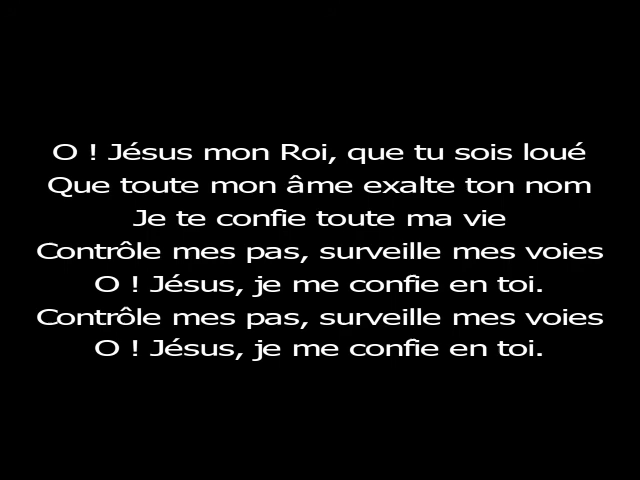 O ! Jésus mon Roi, que tu sois loué
Que toute mon âme exalte ton nom
Je te confie toute ma vie
Contrôle mes pas, surveille mes voies
O ! Jésus, je me confie en toi.
Contrôle mes pas, surveille mes voies
O ! Jésus, je me confie en toi.